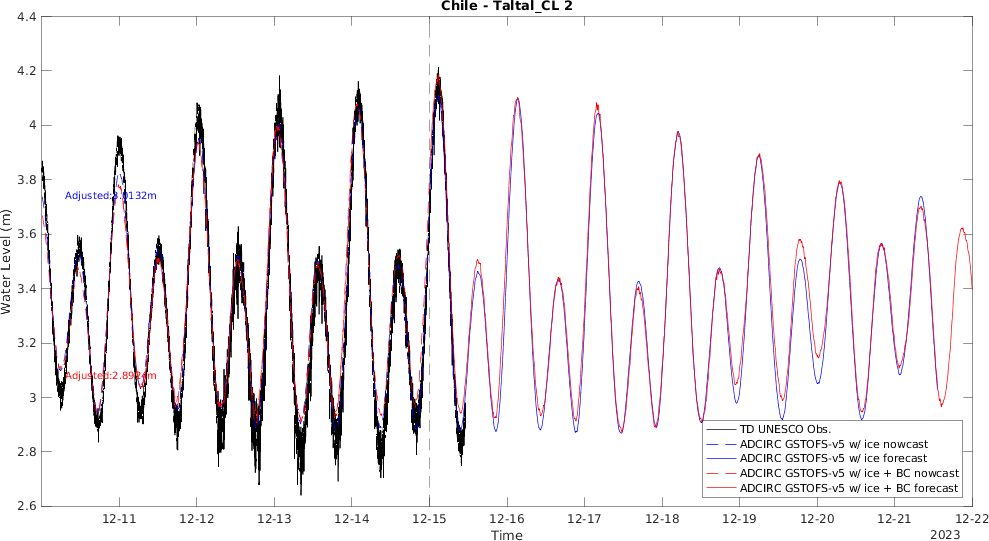 Chile - Taltal_CL 2
4.4
4.2
4
3.8
3.6
3.4
3.2
3
2.8
2.6
Water Level (m)
Adjusted:3.0132m
Adjusted:2.8924m
TD UNESCO Obs.
ADCIRC GSTOFS-v5 w/ ice nowcast
ADCIRC GSTOFS-v5 w/ ice forecast
ADCIRC GSTOFS-v5 w/ ice + BC nowcast
ADCIRC GSTOFS-v5 w/ ice + BC forecast
12-11 12-12 12-13 12-14 12-15 12-16 12-17 12-18 12-19 12-20 12-21 12-22
Time 2023